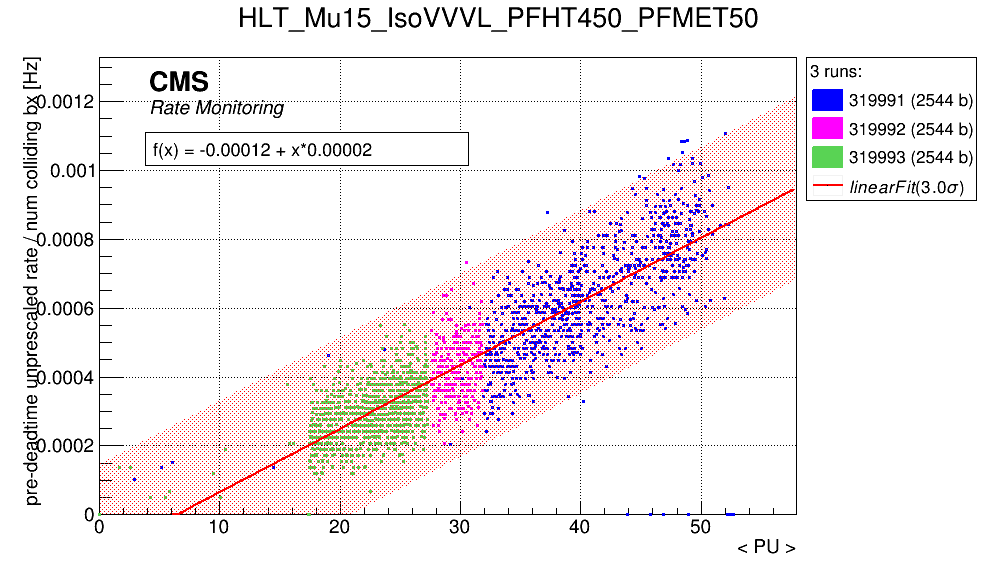 HLT_Mu15_IsoVVVL_PFHT450_PFMET50
pre-deadtime unprescaled rate / num colliding bx [Hz]
CMS
Rate Monitoring
f(x) = -0.00012 + x*0.00002
0.0012
0.001
0.0008
0.0006
0.0004
0.0002
0
0 10 20 30 40 50
< PU >
3 runs:
319991 (2544 b)
319992 (2544 b)
319993 (2544 b)
linearFit(3.0σ)